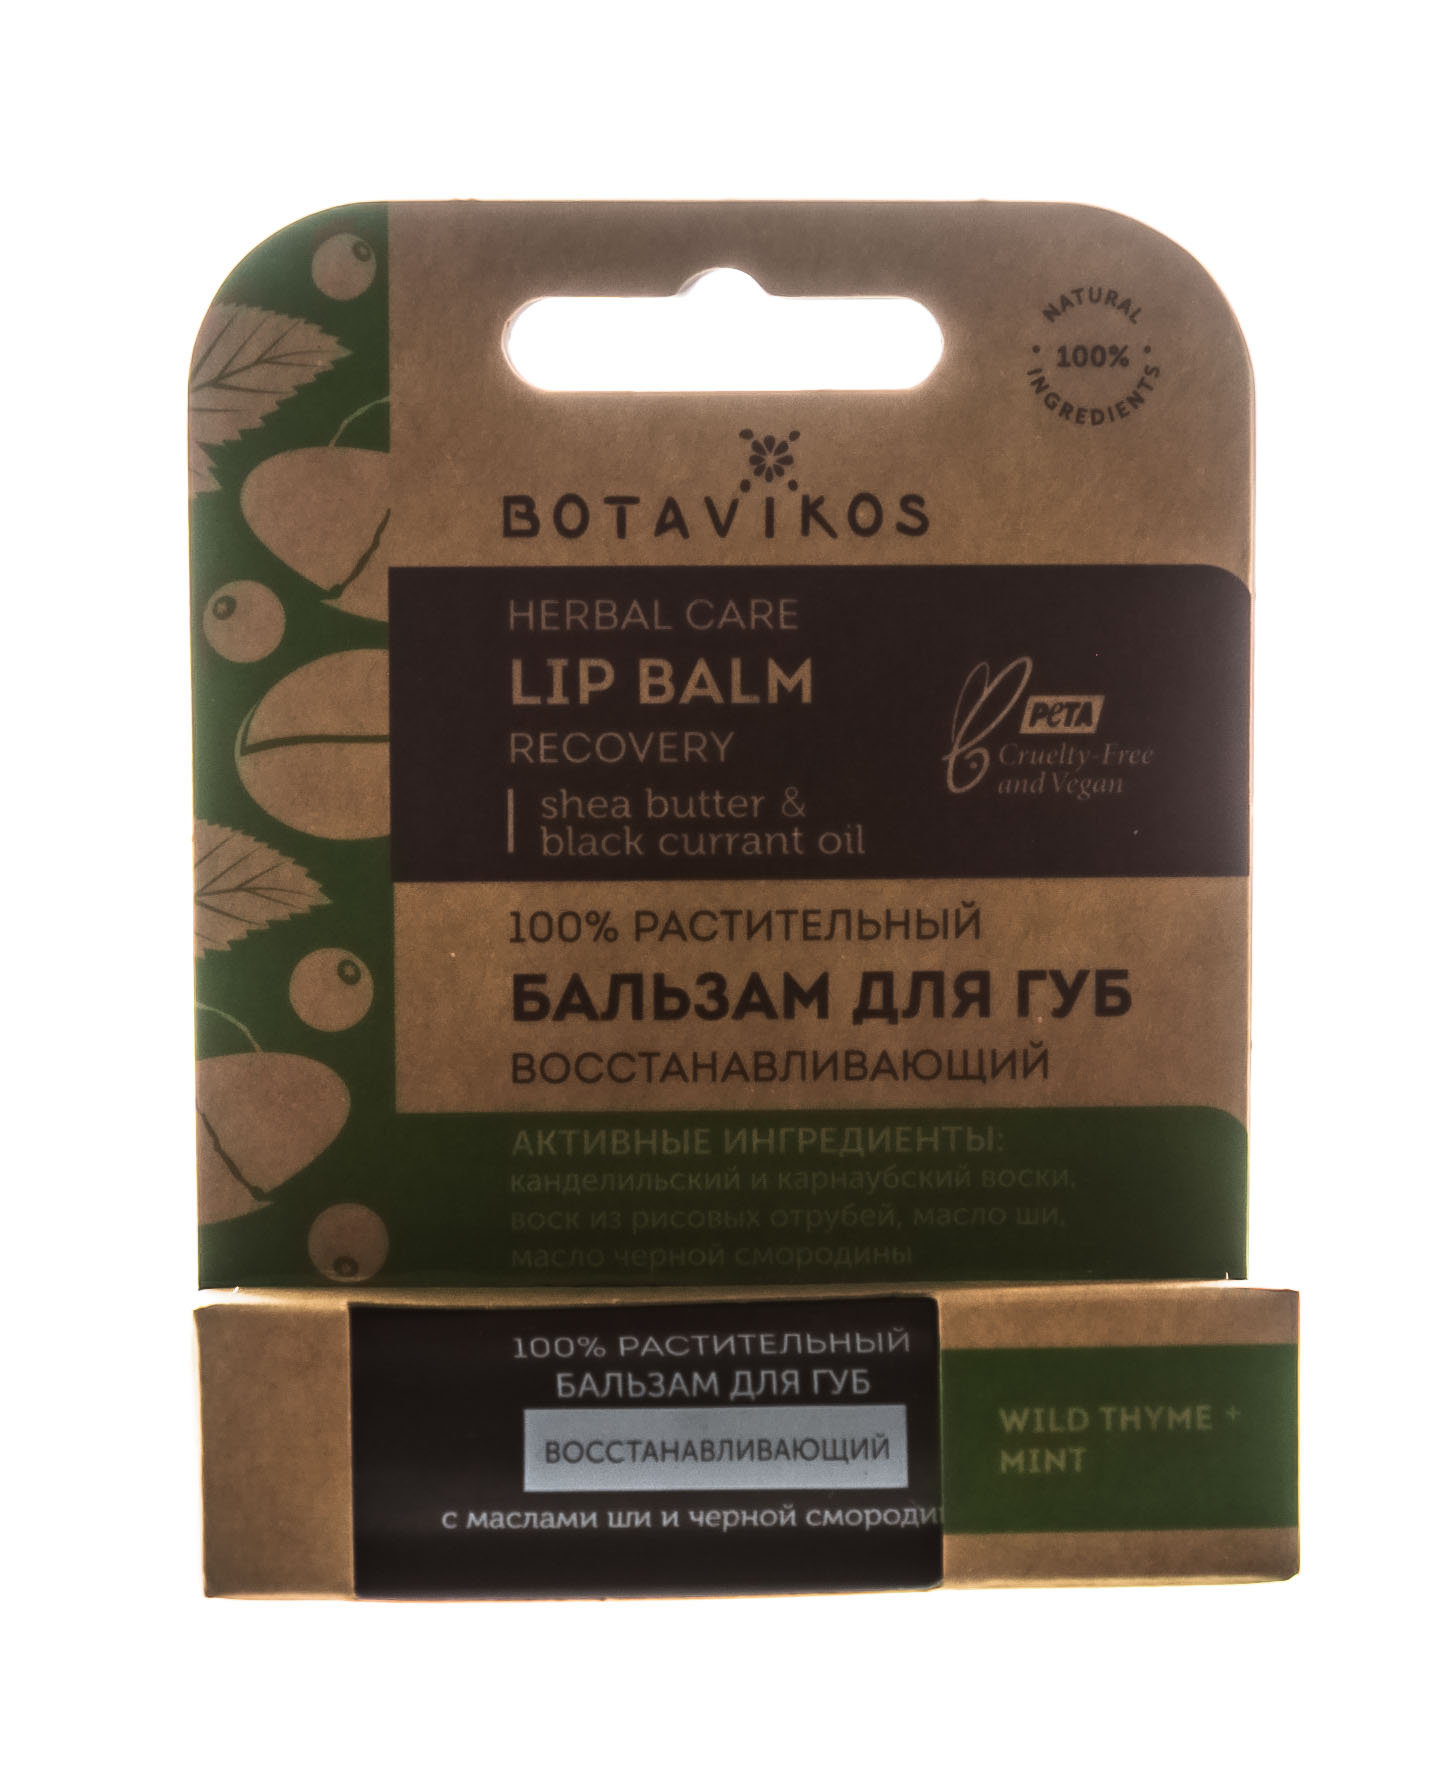 NATURAL
100%
INGREDIENTS
BOTAVIKOS
HERBAL CARE
LIP BALM
RECOVERY
shea butter &
black currant oil
PETA
Cruelty-Free
and Vegan
100% РАСТИТЕЛЬНЫЙ
БАЛЬЗАМ ДЛЯ ГУБ
ВОССТАНАВЛИВАЮЩИЙ
АКТИВНЫЕ ИНГРЕДИЕНТЫ:
канделильский и карнаубский воски,
воск из рисовых отрубей, масло ши,
масло черной смородины
100% РАСТИТЕЛЬНЫЙ
БАЛЬЗАМ ДЛЯ ГУБ
ВОССТАНАВЛИВАЮЩИЙ
с маслами ши и черной смороди
WILD THYME +
MINT